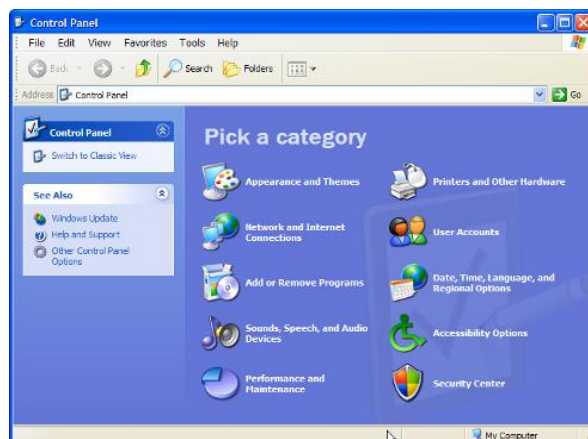 Control Panel
File Edit View Favorites Tools Help
Back Search Folders
Address Control Panel Go
Control Panel
Switch to Classic View
See Also
Windows Update
Help and Support
Other Control Panel
Options
Pick a category
Appearance and Themes
Printers and Other Hardware
Network and Internet
Connections
User Accounts
Add or Remove Programs
Date, Time, Language, and
Regional Options
Sounds, Speech, and Audio
Devices
Accessibility Options
Performance and
Maintenance
Security Center
My Computer